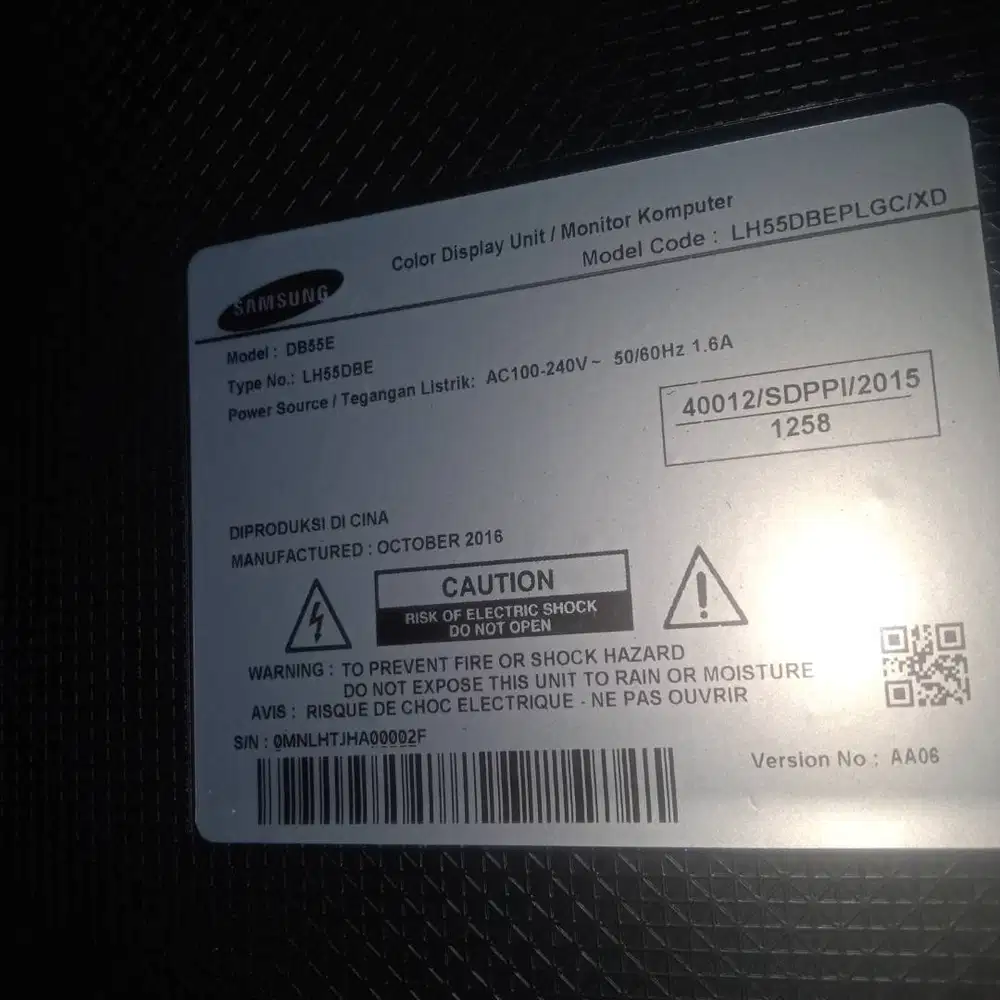 Color Display Unit / Monitor Komputer
Model Code : LH55DBEPLGC/XD
SAMSUNG
Model : DB55E
Type No.: LH55DBE
Power Source / Tegangan Listrik: AC100-240V~ 50/60Hz 1.6A
40012/SDPPI/2015
1258
DIPRODUKSI DI CINA
MANUFACTURED : OCTOBER 2016
CAUTION
RISK OF ELECTRIC SHOCK
DO NOT OPEN
WARNING : TO PREVENT FIRE OR SHOCK HAZARD
DO NOT EXPOSE THIS UNIT TO RAIN OR MOISTURE
AVIS : RISQUE DE CHOC ELECTRIQUE - NE PAS OUVRIR
S/N : 0MNLHTJHA00002F
Version No : AA06